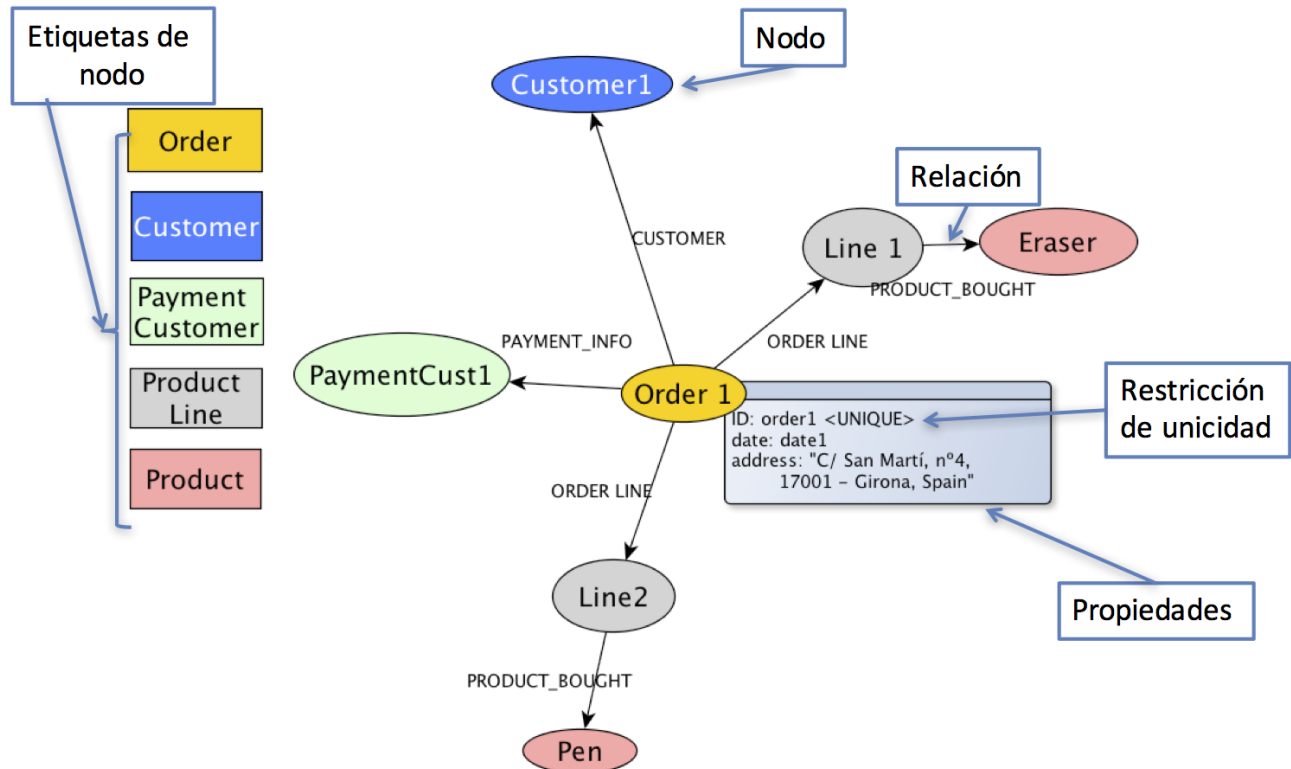 Etiquetas de
nodo
Nodo
Customer1
Order
Relación
Customer
CUSTOMER
Line 1
Eraser
PRODUCT_BOUGHT
Payment
Customer
PAYMENT_INFO
ORDER LINE
PaymentCust1
Order 1
Product
Line
Restricción
de unicidad
ID: order1 <UNIQUE>
date: date1
address: "C/ San Martí, nº4,
17001 – Girona, Spain"
Product
ORDER LINE
Line2
Propiedades
PRODUCT_BOUGHT
Pen